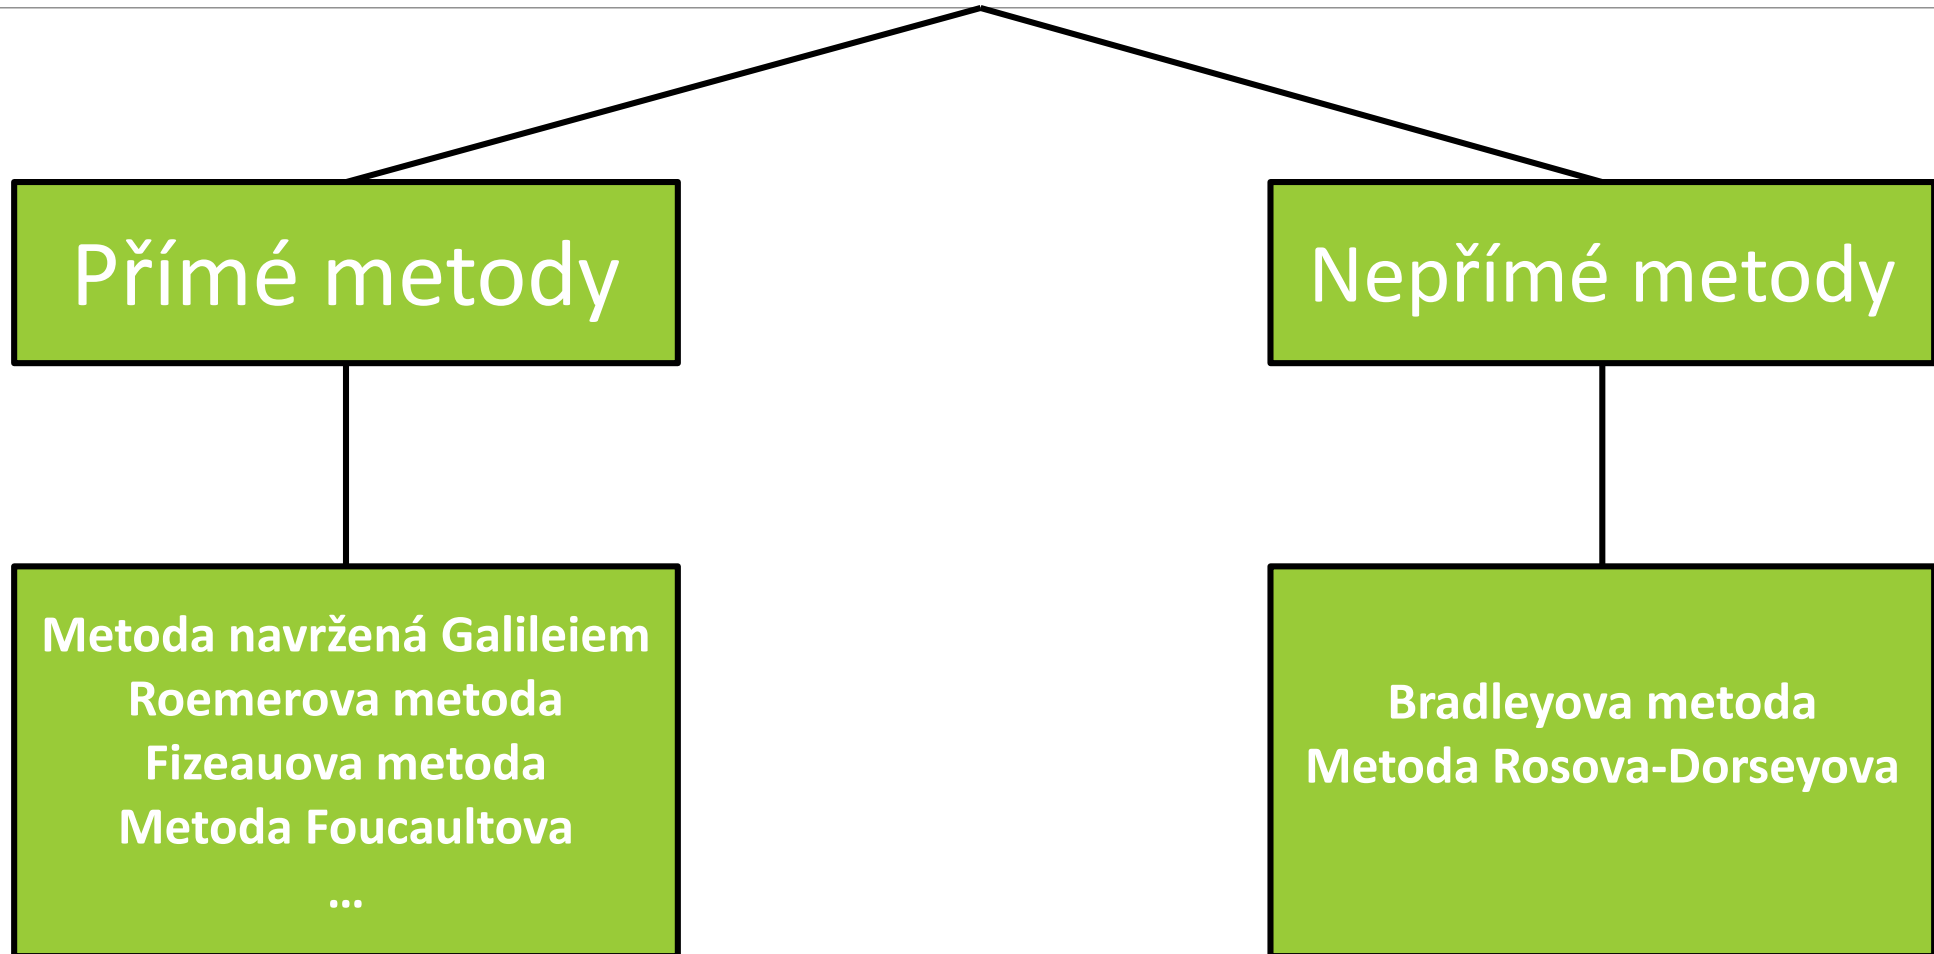 Přímé metody
Nepřímé metody
Metoda navržená Galileiem
Roemerova metoda
Fizeauova metoda
Metoda Foucaultova
…
Bradleyova metoda
Metoda Rosova-Dorseyova